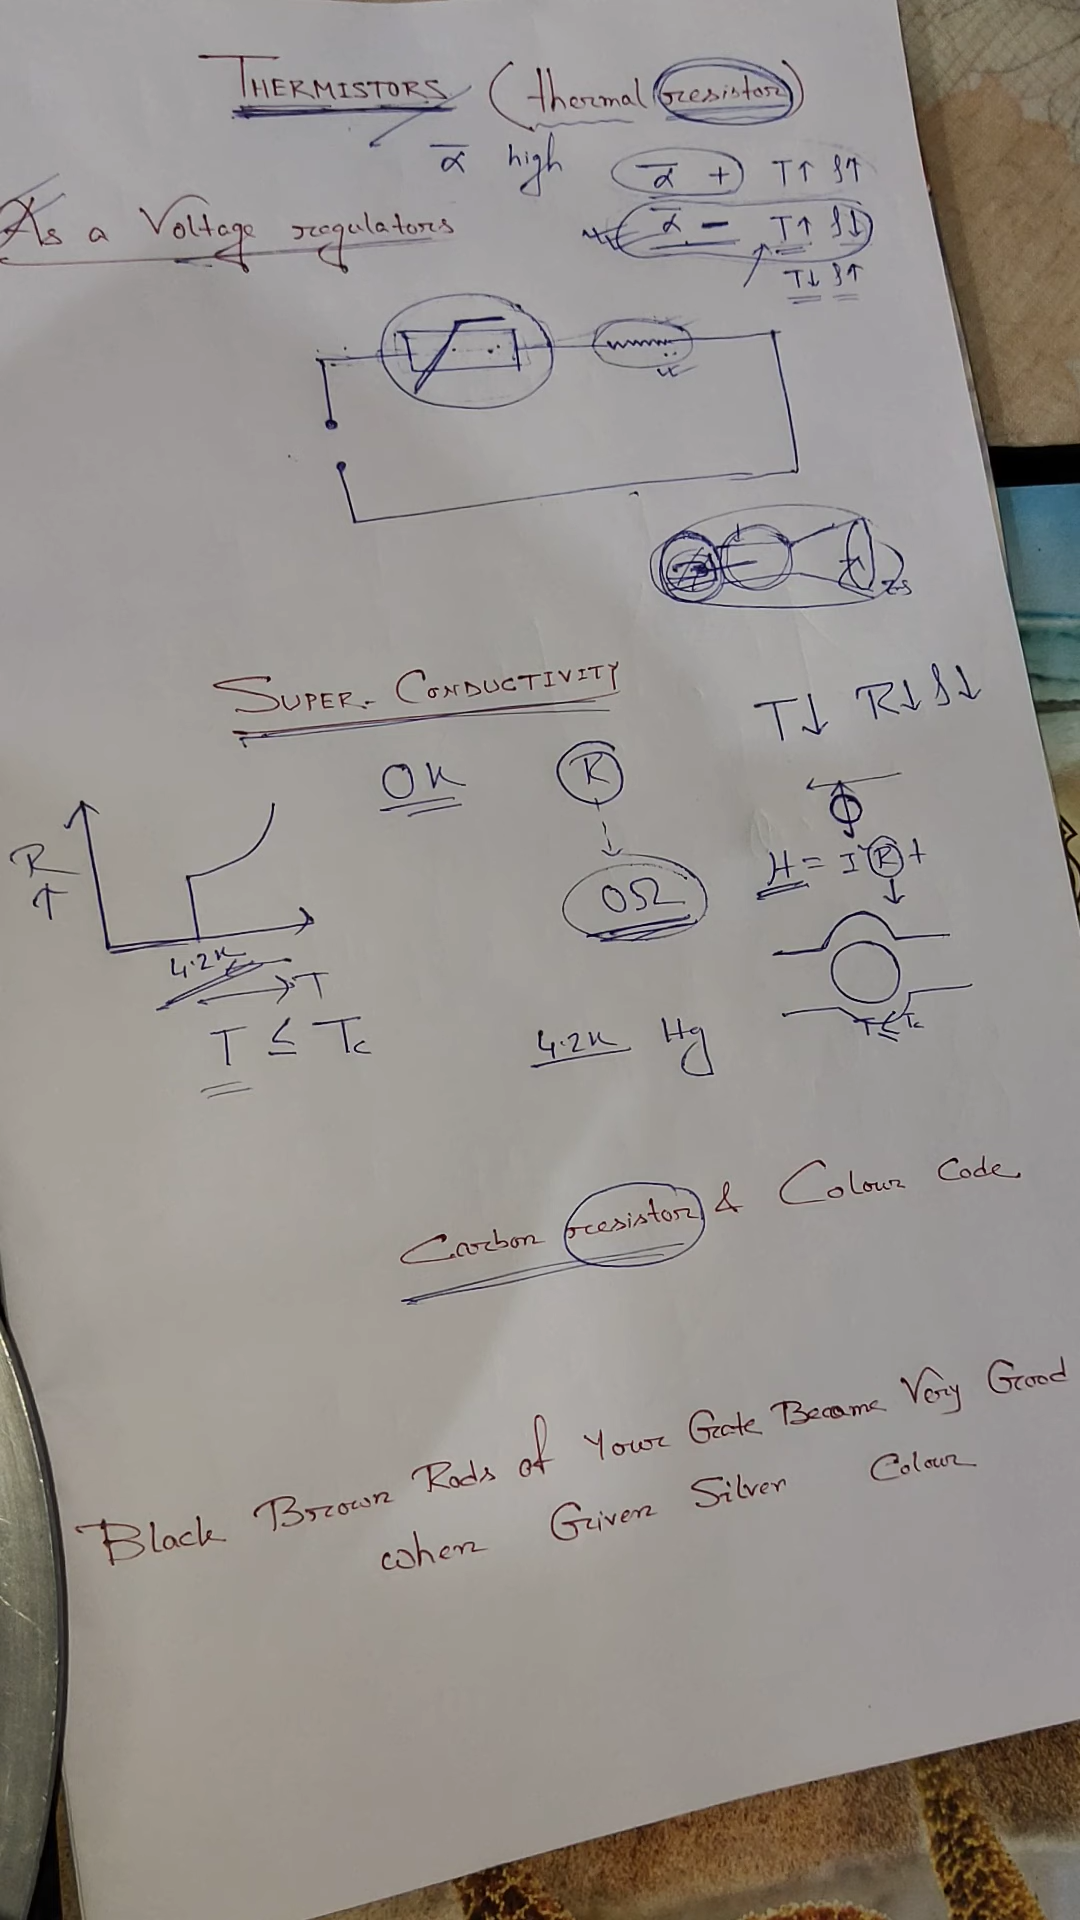 THERMISTORS (thermal resistor)
α̅ high
α̅ + T↑ ρ↑
α̅ - T↑ ρ↓
T↓ ρ↑
As a Voltage regulators
SUPER-CONDUCTIVITY
T↓ R↓ ρ↓
0K
R
↓
0Ω
R
↑
4.2K
→T
T ≤ Tc
ϕ
H = I²Rt
T ≤ Tc
4.2K Hg
Carbon resistor & Colour Code
Black Brown Rods of Your Gate Became Very Good
when Given Silver Colour